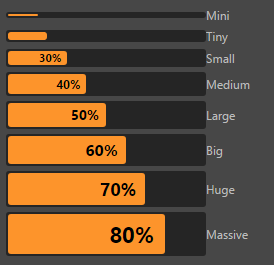 Mini
Tiny
30% Small
40% Medium
50% Large
60% Big
70% Huge
80% Massive